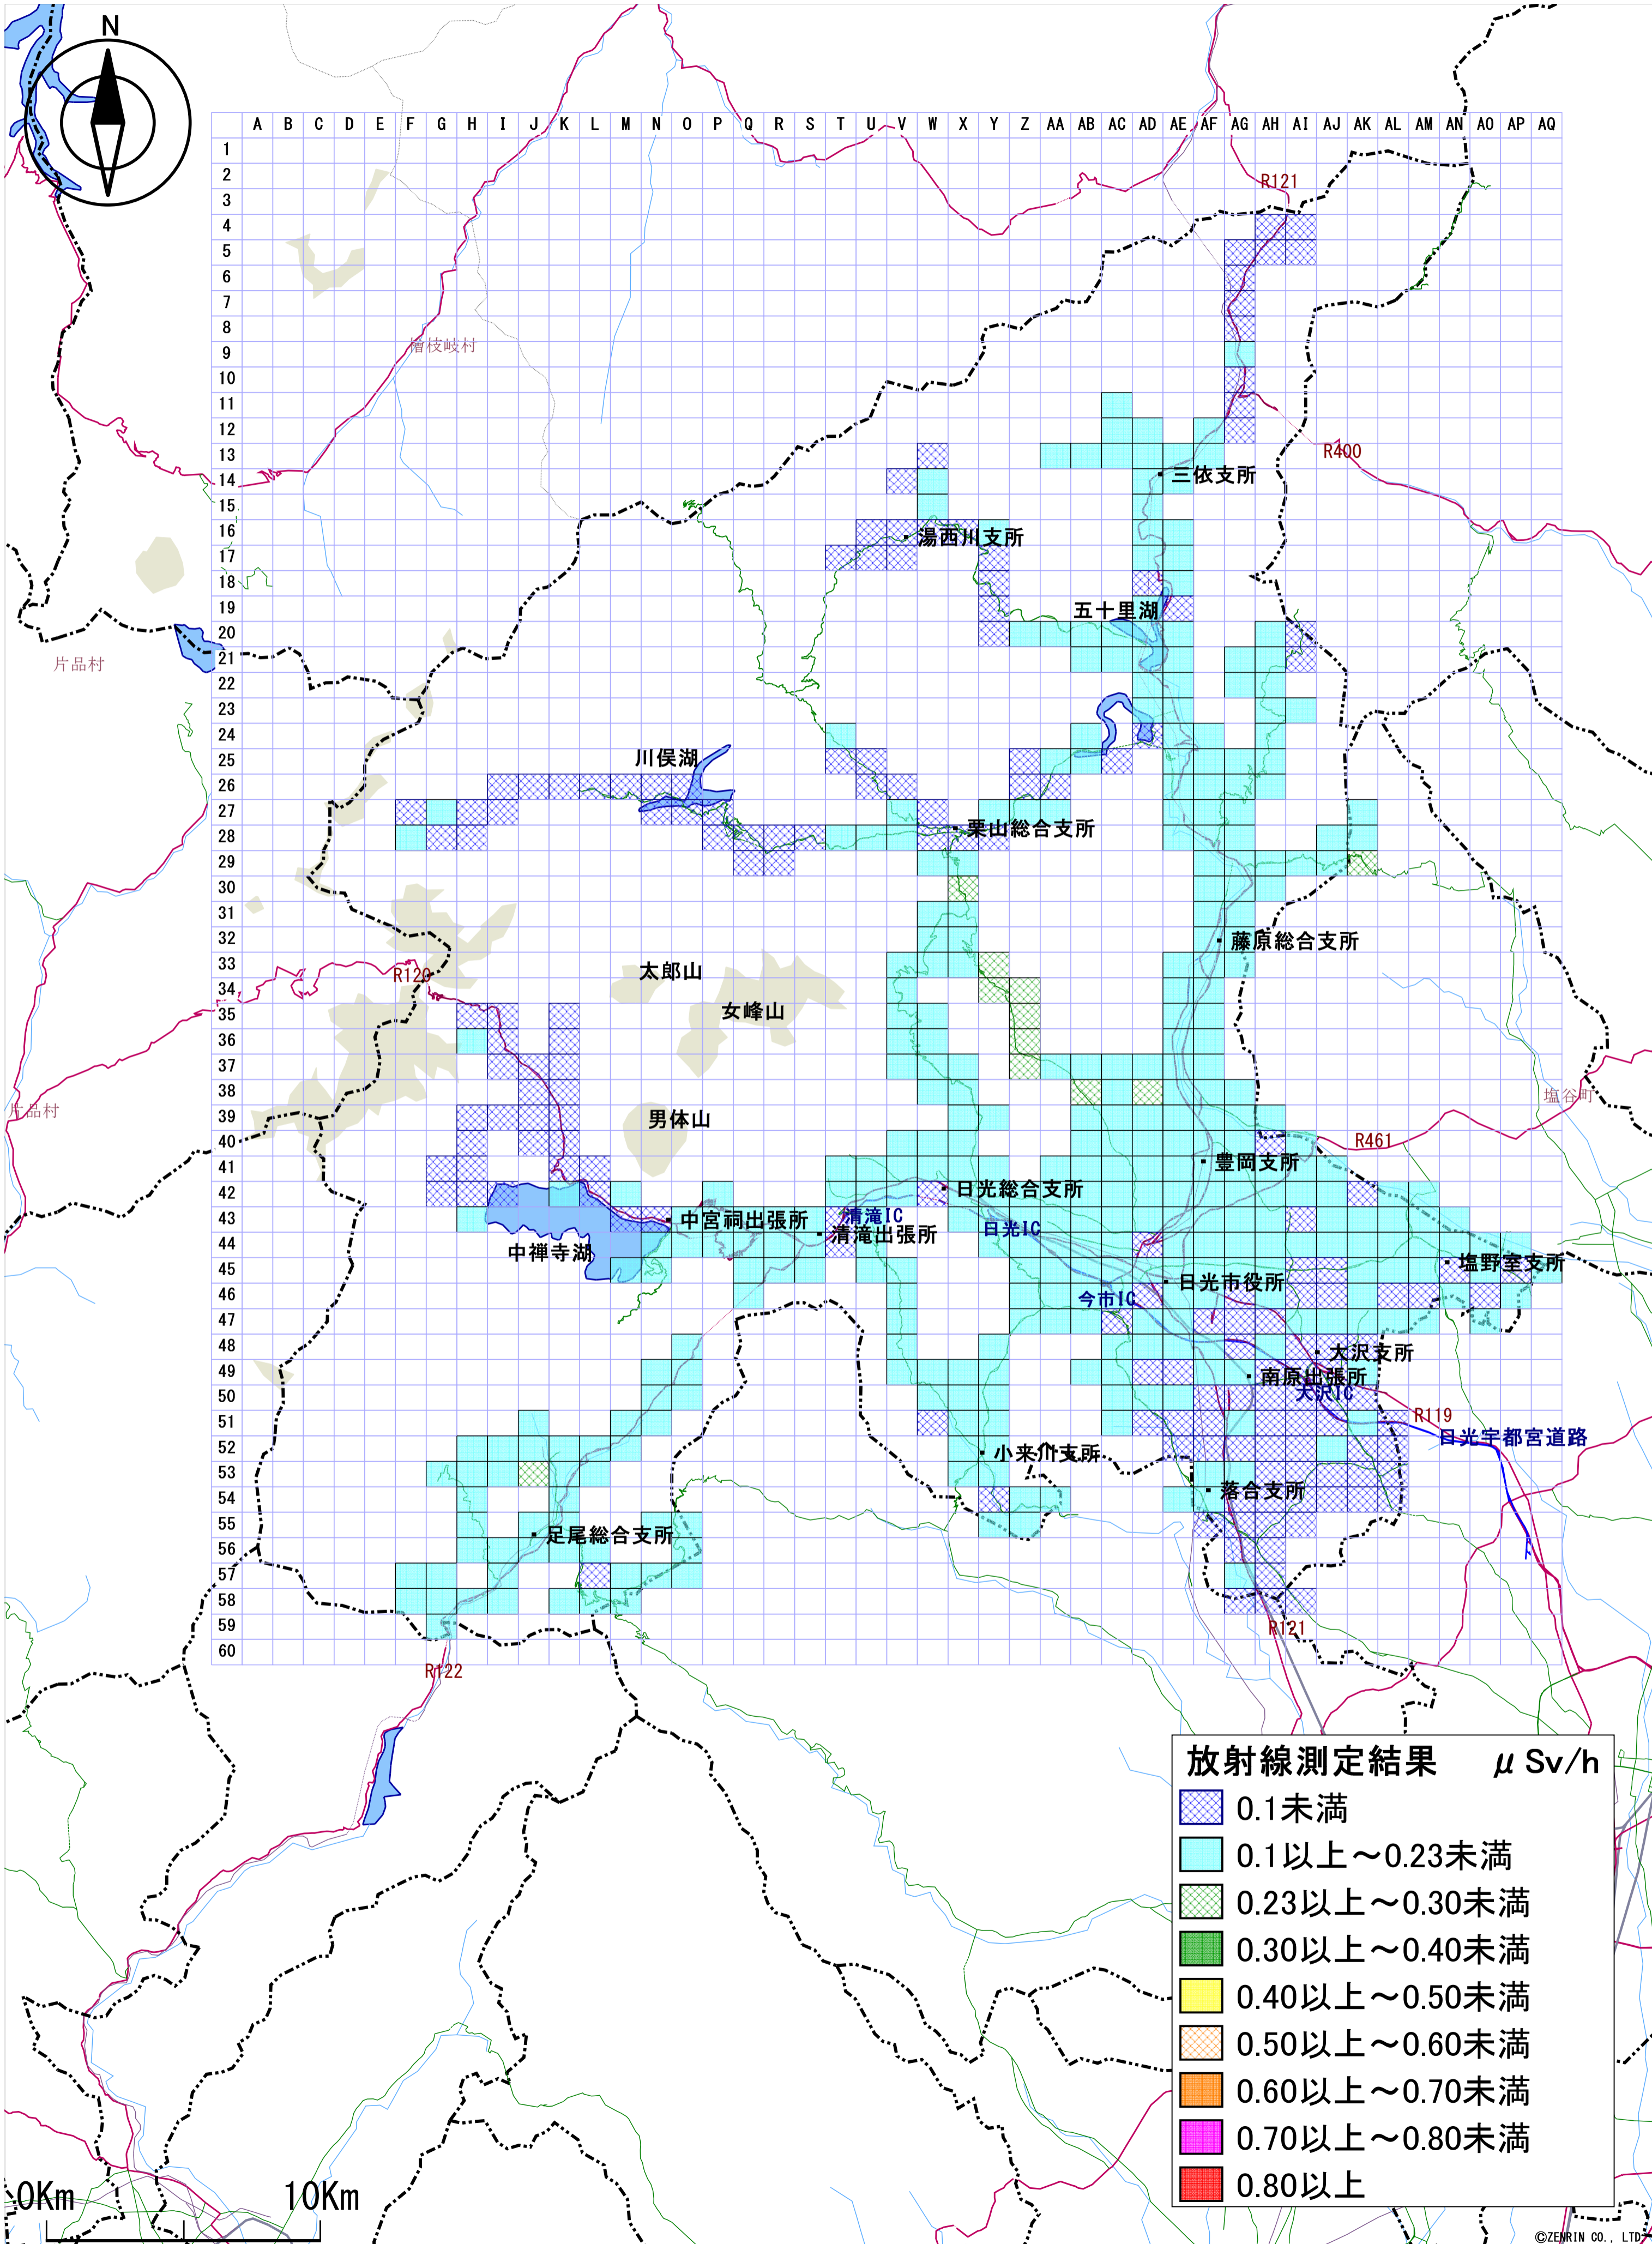 N
A B C D E F G H I J K L M N O P Q R S T U V W X Y Z AA AB AC AD AE AF AG AH AI AJ AK AL AM AN AO AP AQ
1
2
R121
3
4
5
6
7
8
檜枝岐村
9
10
11
12
13
R400
14
三依支所
15
16
湯西川支所
17
18
19
五十里湖
20
片品村
21
22
23
24
川俣湖
25
26
27
栗山総合支所
28
29
30
31
32
藤原総合支所
33
太郎山
R120
34
女峰山
35
36
37
38
塩谷町
片品村
39
男体山
40
R461
41
豊岡支所
42
日光総合支所
43
中宮祠出張所
清滝IC
日光IC
清滝出張所
44
中禅寺湖
45
塩野室支所
日光市役所
46
今市IC
47
48
大沢支所
49
南原出張所
大沢IC
50
51
R119
日光宇都宮道路
52
小来川支所
53
54
落合支所
55
足尾総合支所
56
57
58
59
R121
60
R122
放射線測定結果 μSv/h
0.1未満
0.1以上～0.23未満
0.23以上～0.30未満
0.30以上～0.40未満
0.40以上～0.50未満
0.50以上～0.60未満
0.60以上～0.70未満
0.70以上～0.80未満
0.80以上
0Km 10Km
©ZENRIN CO., LTD